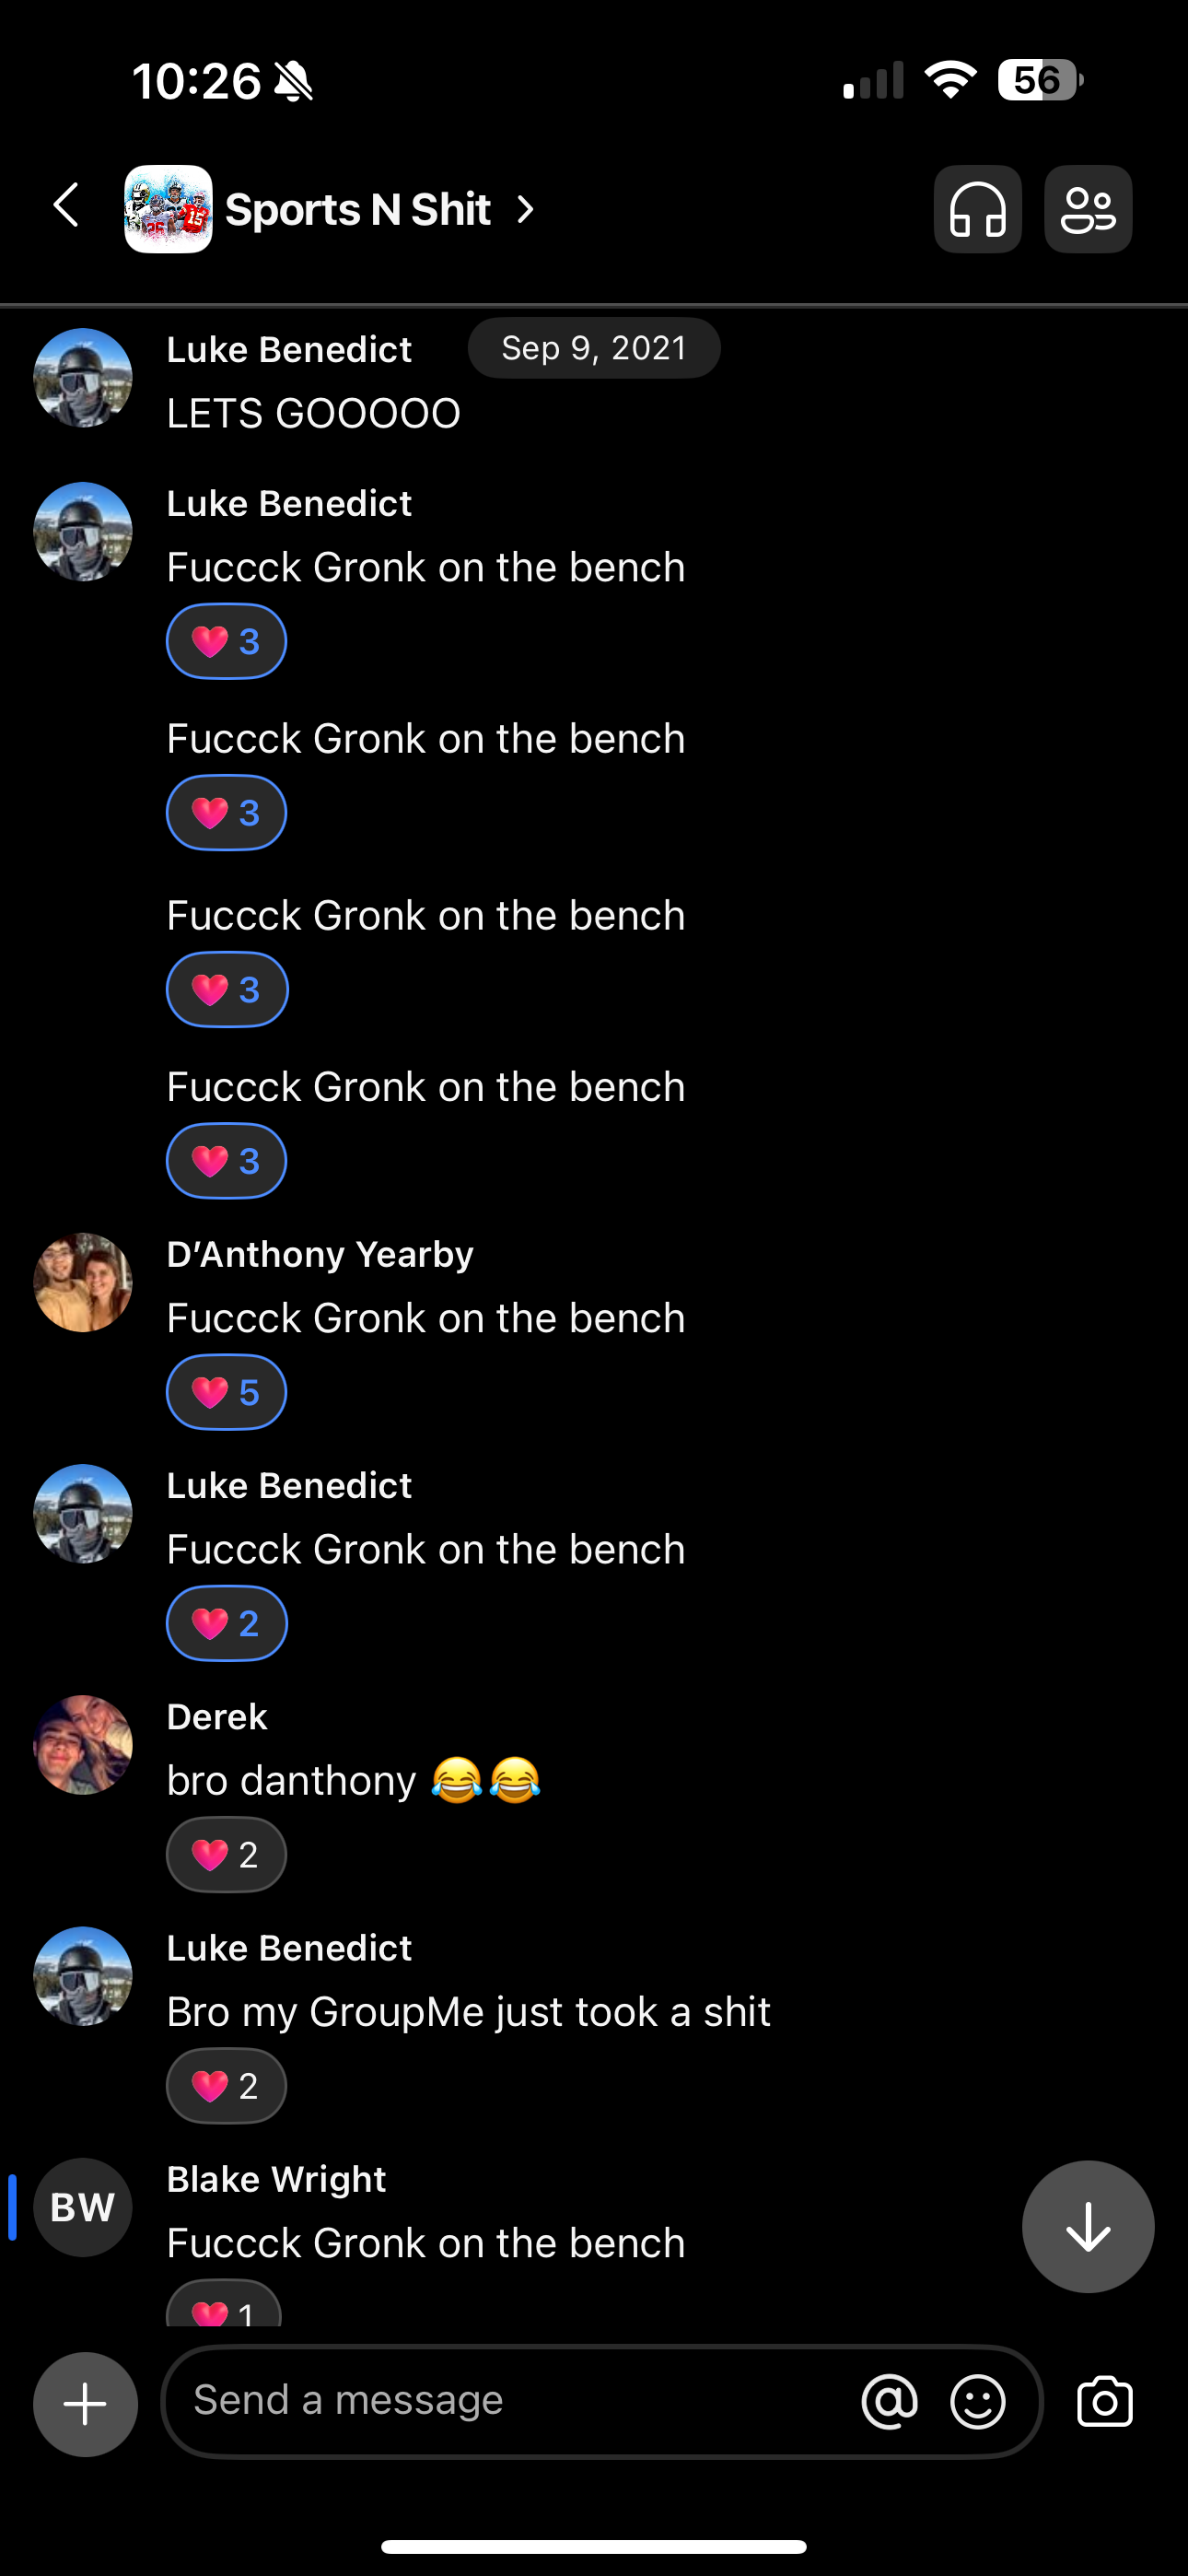 10:26
56
Sports N Shit
Luke Benedict
Sep 9, 2021
LETS GOOOOO
Luke Benedict
Fuccck Gronk on the bench
3
Fuccck Gronk on the bench
3
Fuccck Gronk on the bench
3
Fuccck Gronk on the bench
3
D’Anthony Yearby
Fuccck Gronk on the bench
5
Luke Benedict
Fuccck Gronk on the bench
2
Derek
bro danthony 😂😂
2
Luke Benedict
Bro my GroupMe just took a shit
2
BW
Blake Wright
Fuccck Gronk on the bench
1
Send a message